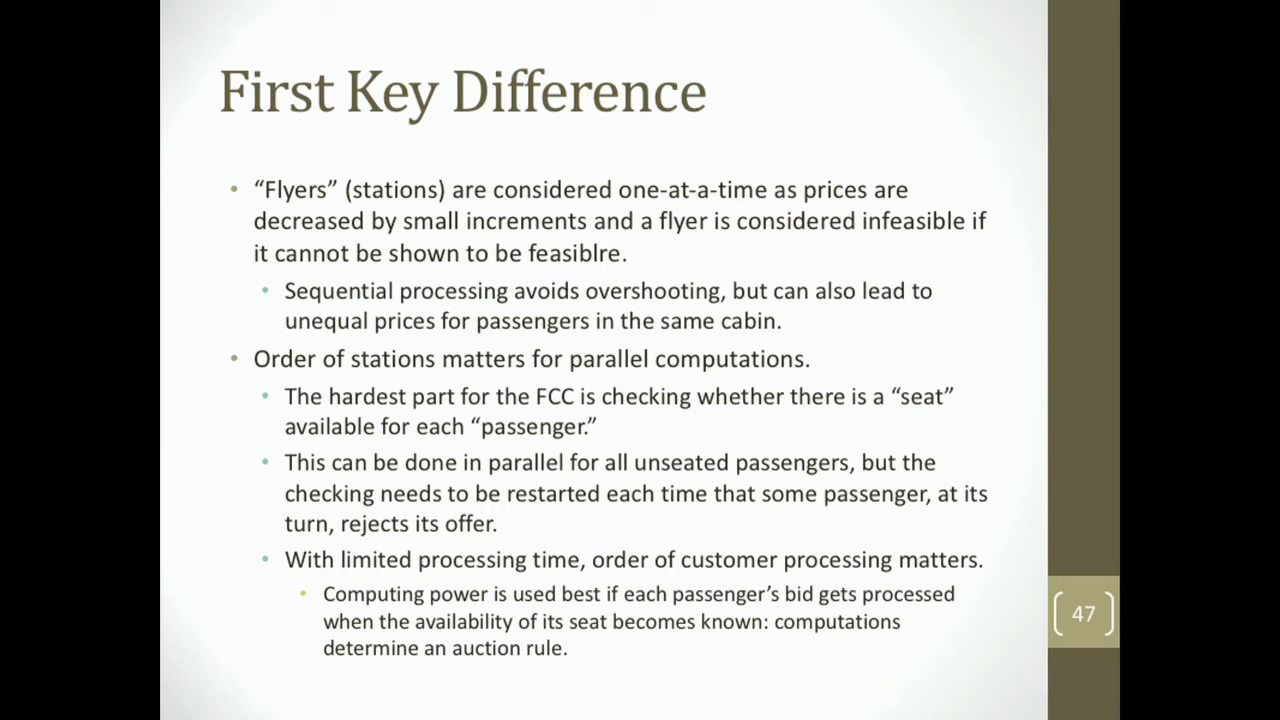 First Key Difference
• “Flyers” (stations) are considered one-at-a-time as prices are
decreased by small increments and a flyer is considered infeasible if
it cannot be shown to be feasiblre.
• Sequential processing avoids overshooting, but can also lead to
unequal prices for passengers in the same cabin.
• Order of stations matters for parallel computations.
• The hardest part for the FCC is checking whether there is a “seat”
available for each “passenger.”
• This can be done in parallel for all unseated passengers, but the
checking needs to be restarted each time that some passenger, at its
turn, rejects its offer.
• With limited processing time, order of customer processing matters.
• Computing power is used best if each passenger’s bid gets processed
when the availability of its seat becomes known: computations
determine an auction rule.
47